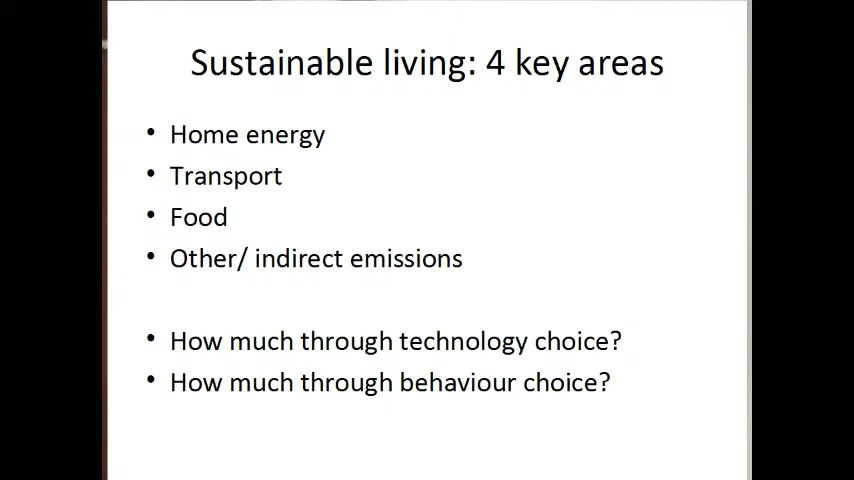 Sustainable living: 4 key areas
• Home energy
• Transport
• Food
• Other/ indirect emissions
• How much through technology choice?
• How much through behaviour choice?